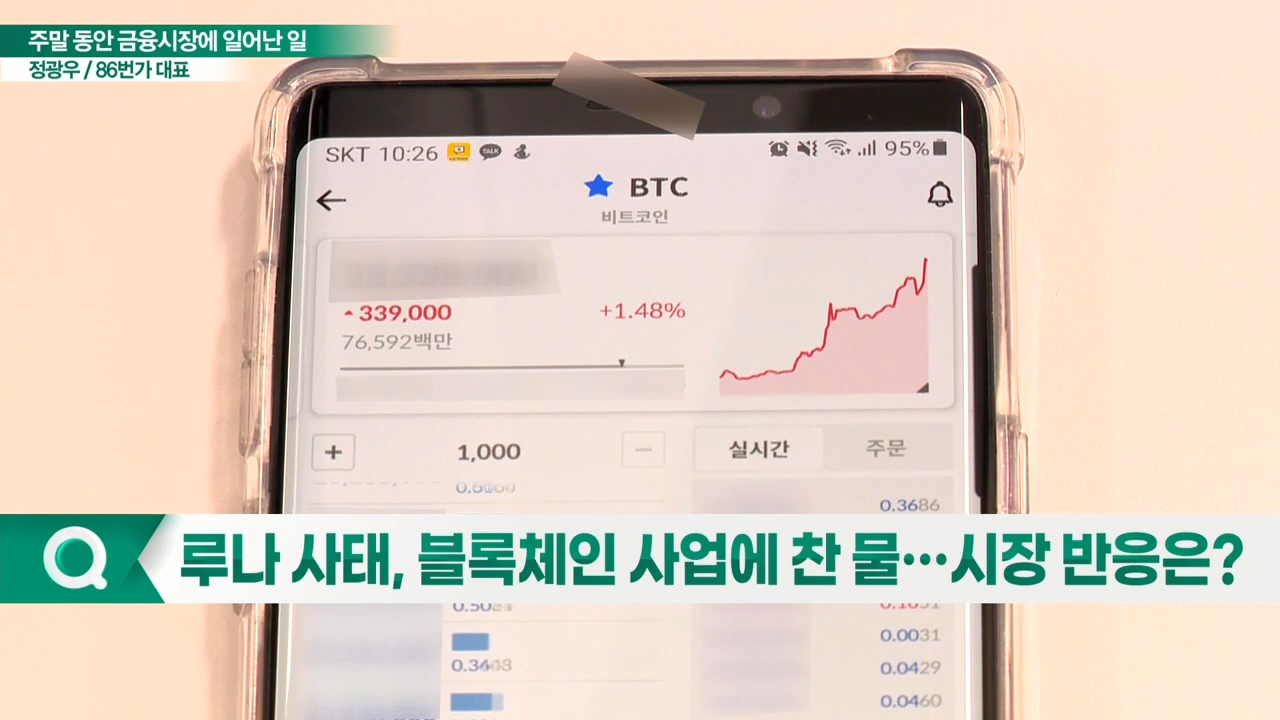 주말 동안 금융시장에 일어난 일
정광우 / 86번가 대표
SKT 10:26 TALK 95%
BTC
비트코인
339,000 +1.48%
76,592백만
+ 1,000 −
실시간 주문
0.3686
루나 사태, 블록체인 사업에 찬 물…시장 반응은?
0.0031
0.0429
0.0460